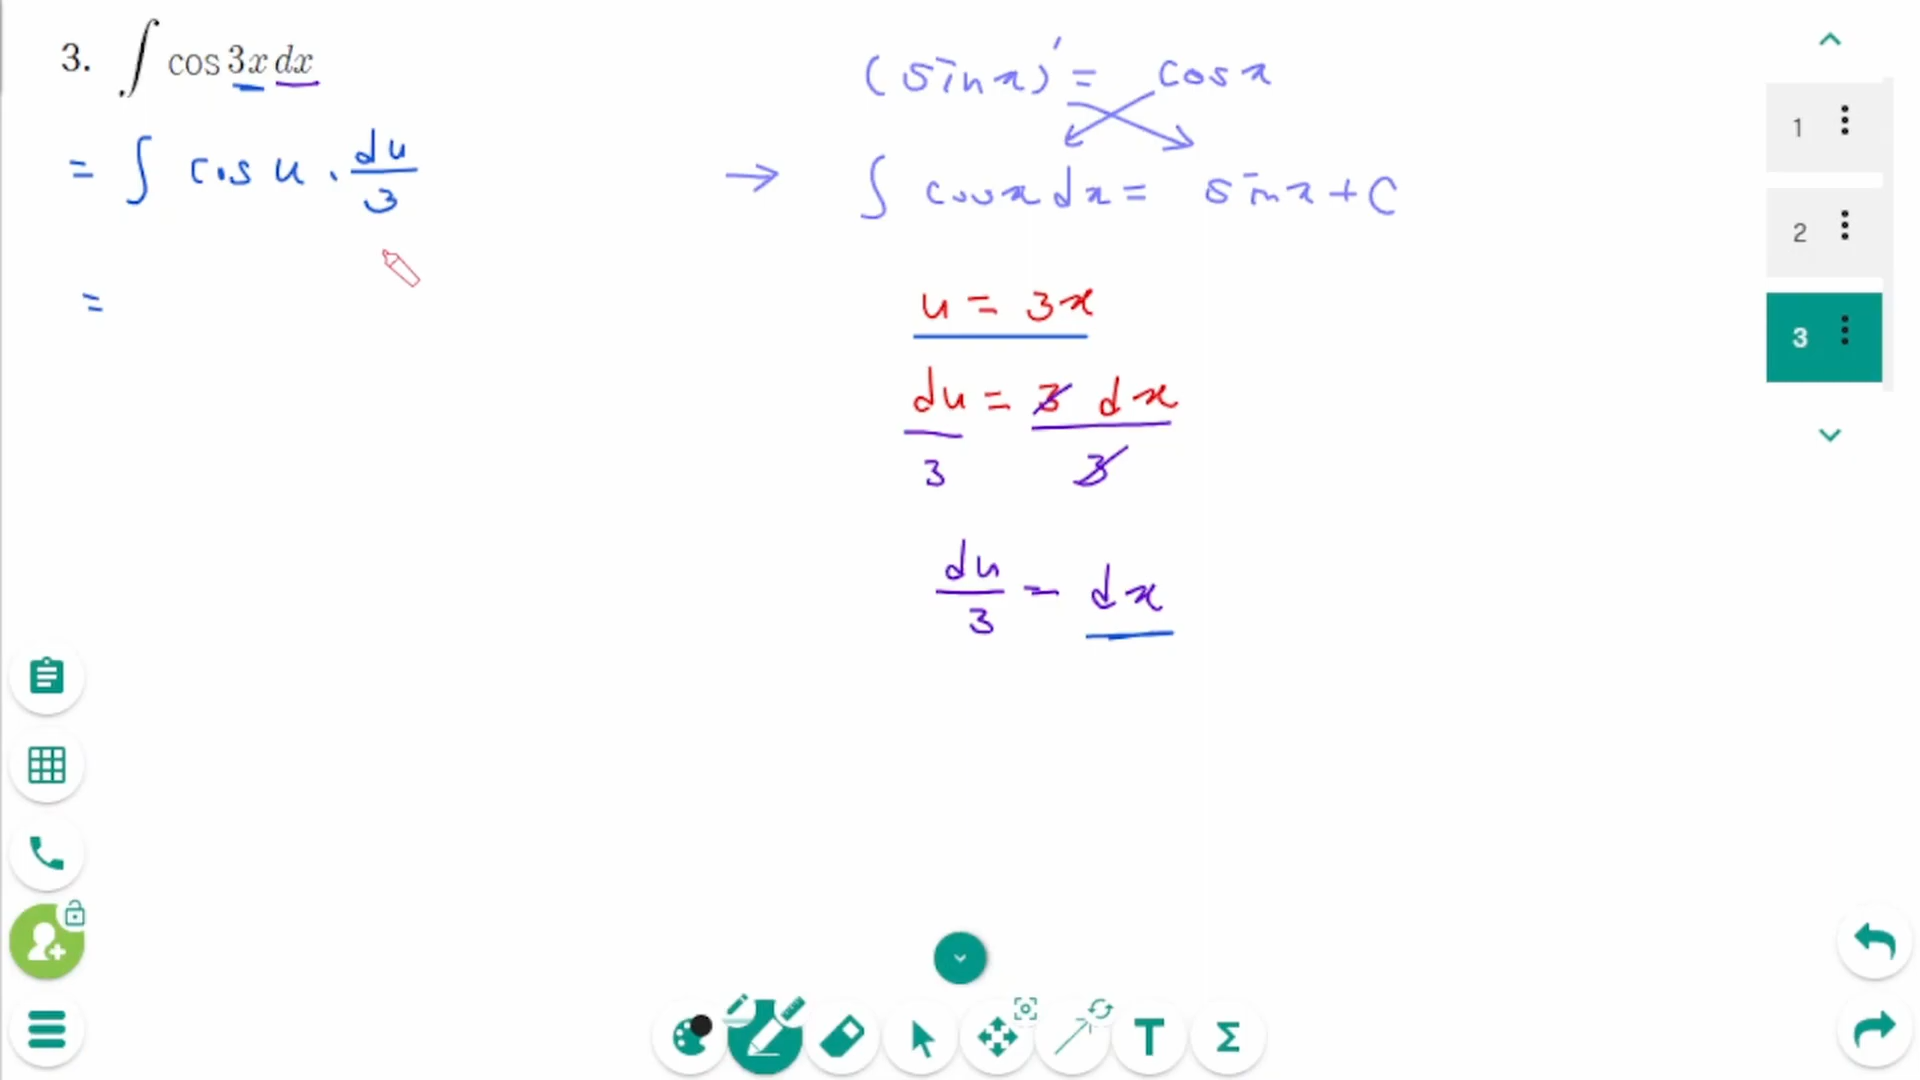 3. ∫ cos 3x dx
= ∫ cos u · du/3
=
(sin x)' = cos x
→ ∫ cos x dx = sin x + C
u = 3x
du/3 = 3 dx/3
du/3 = dx
1
2
3
T
Σ